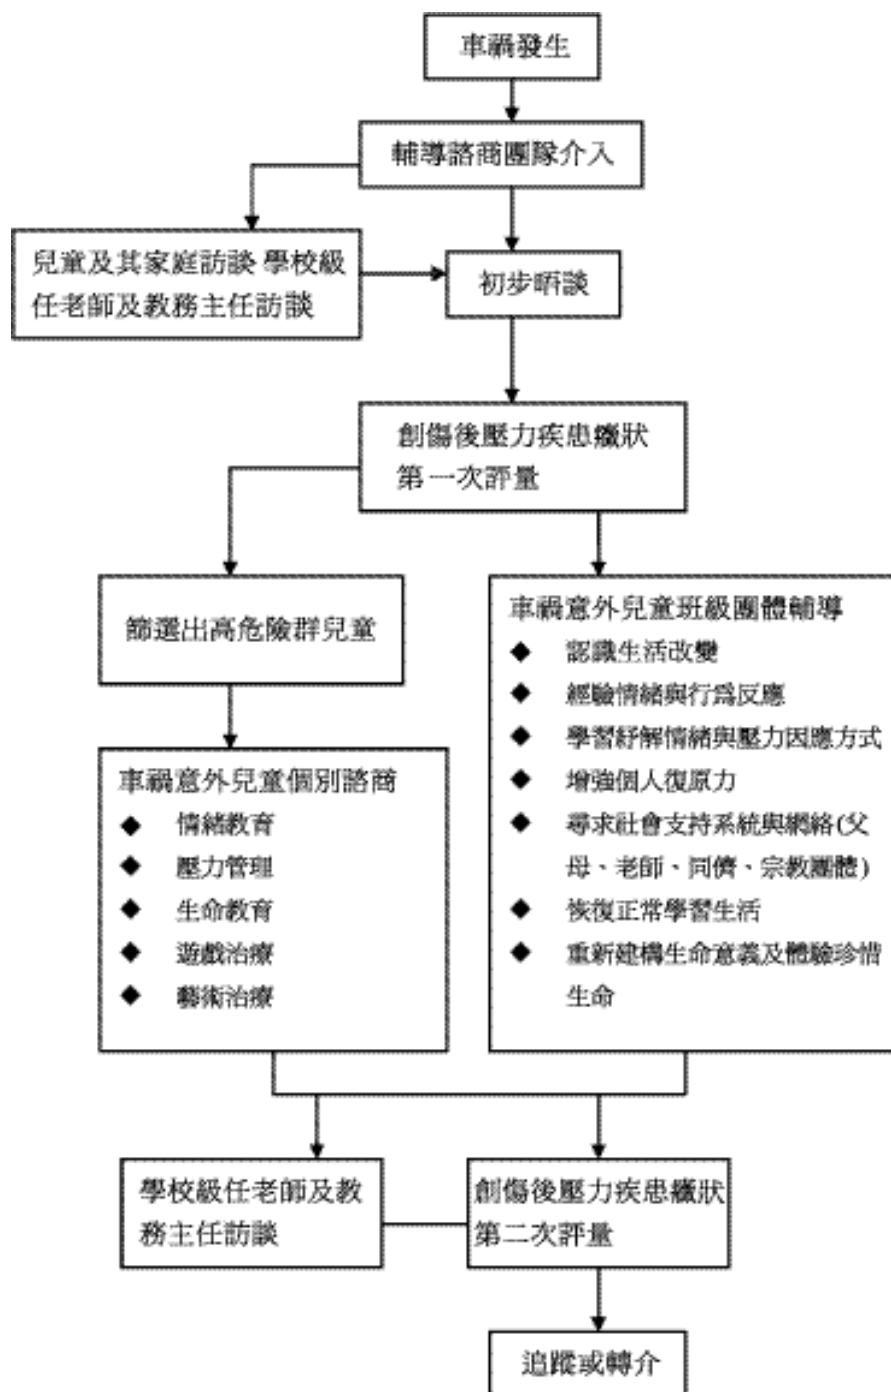 車禍發生
輔導諮商團隊介入
兒童及其家庭訪談 學校級
任老師及教務主任訪談
初步晤談
創傷後壓力疾患癥狀
第一次評量
篩選出高危險群兒童
車禍意外兒童班級團體輔導
◆ 認識生活改變
◆ 經驗情緒與行為反應
◆ 學習紓解情緒與壓力因應方式
◆ 增強個人復原力
◆ 尋求社會支持系統與網絡(父
母、老師、同儕、宗教團體)
◆ 恢復正常學習生活
◆ 重新建構生命意義及體驗珍惜
生命
車禍意外兒童個別諮商
◆ 情緒教育
◆ 壓力管理
◆ 生命教育
◆ 遊戲治療
◆ 藝術治療
學校級任老師及教
務主任訪談
創傷後壓力疾患癥狀
第二次評量
追蹤或轉介